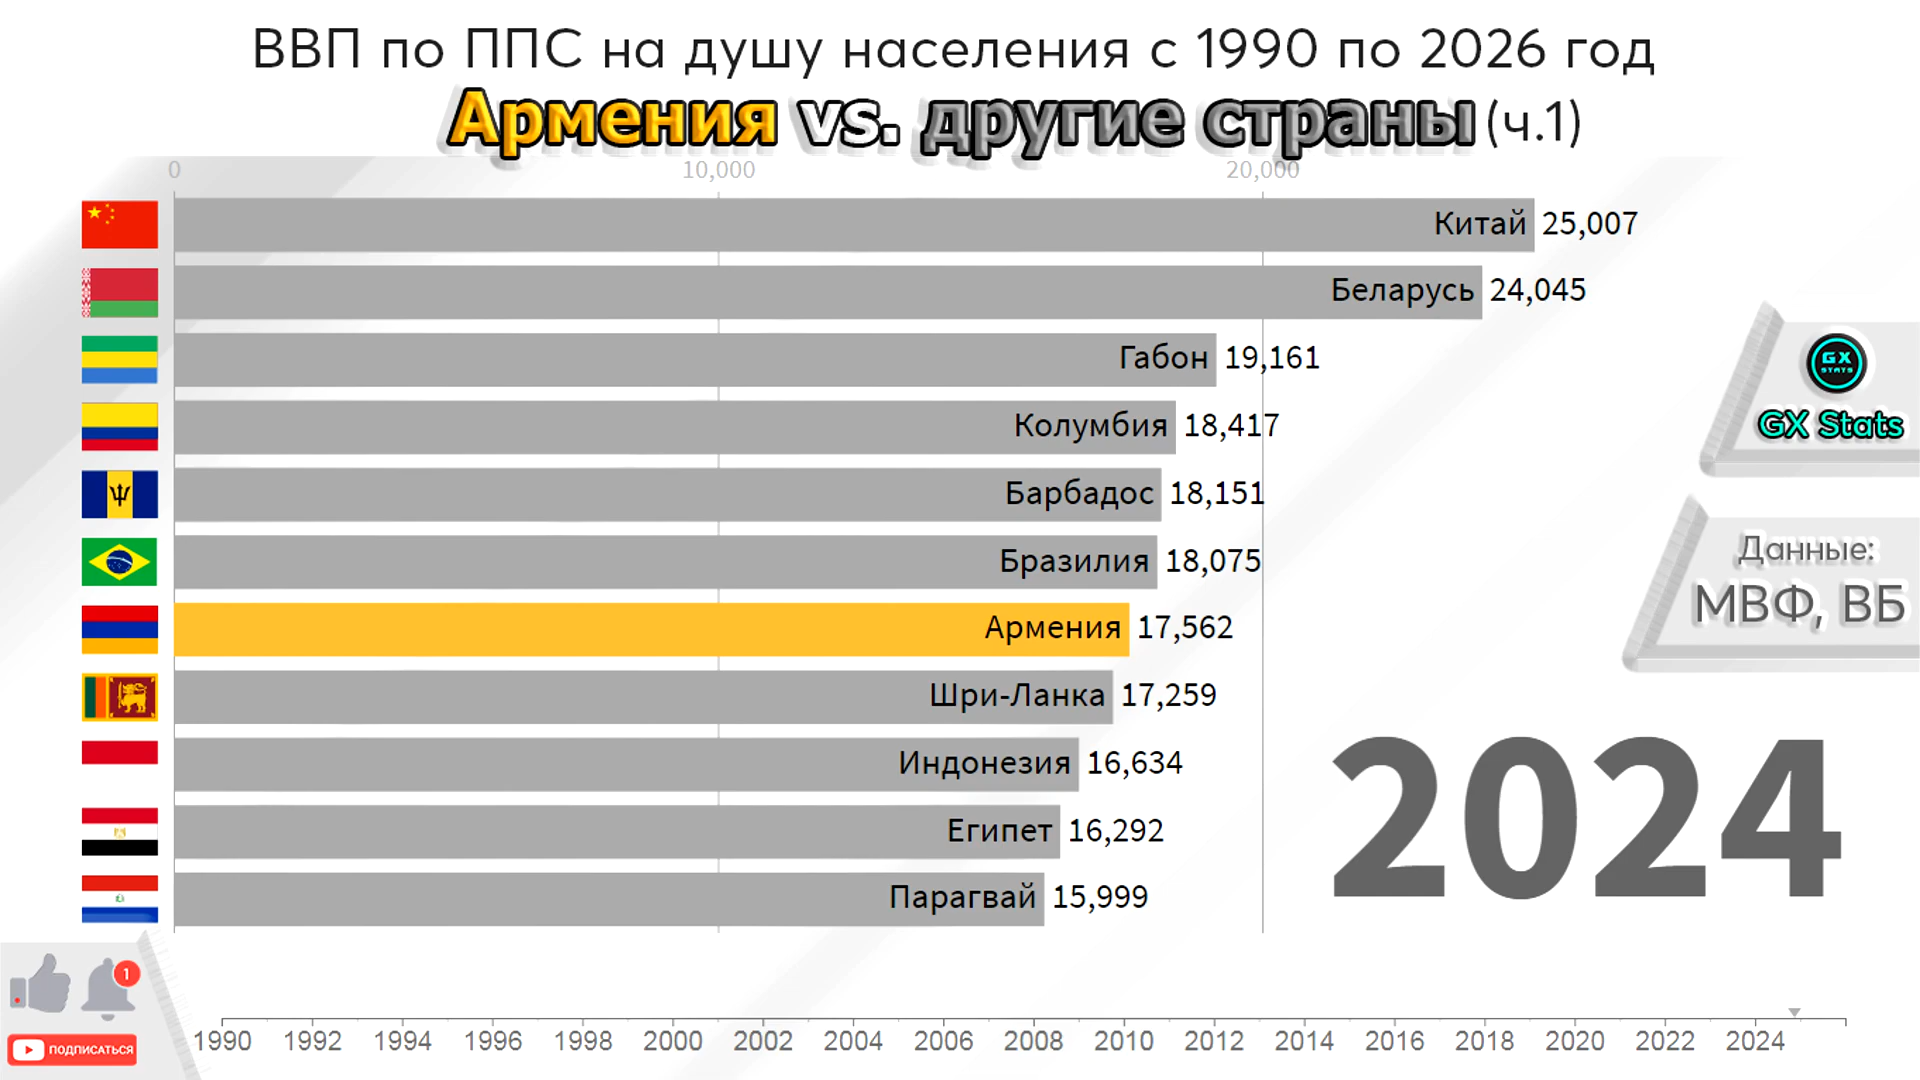 ВВП по ППС на душу населения с 1990 по 2026 год
Армения vs. другие страны (ч.1)
0 10,000 20,000
Китай 25,007
Беларусь 24,045
Габон 19,161
Колумбия 18,417
Барбадос 18,151
Бразилия 18,075
Армения 17,562
Шри-Ланка 17,259
Индонезия 16,634
Египет 16,292
Парагвай 15,999
GX
STATS
GX Stats
Данные:
МВФ, ВБ
2024
1
ПОДПИСАТЬСЯ
1990 1992 1994 1996 1998 2000 2002 2004 2006 2008 2010 2012 2014 2016 2018 2020 2022 2024